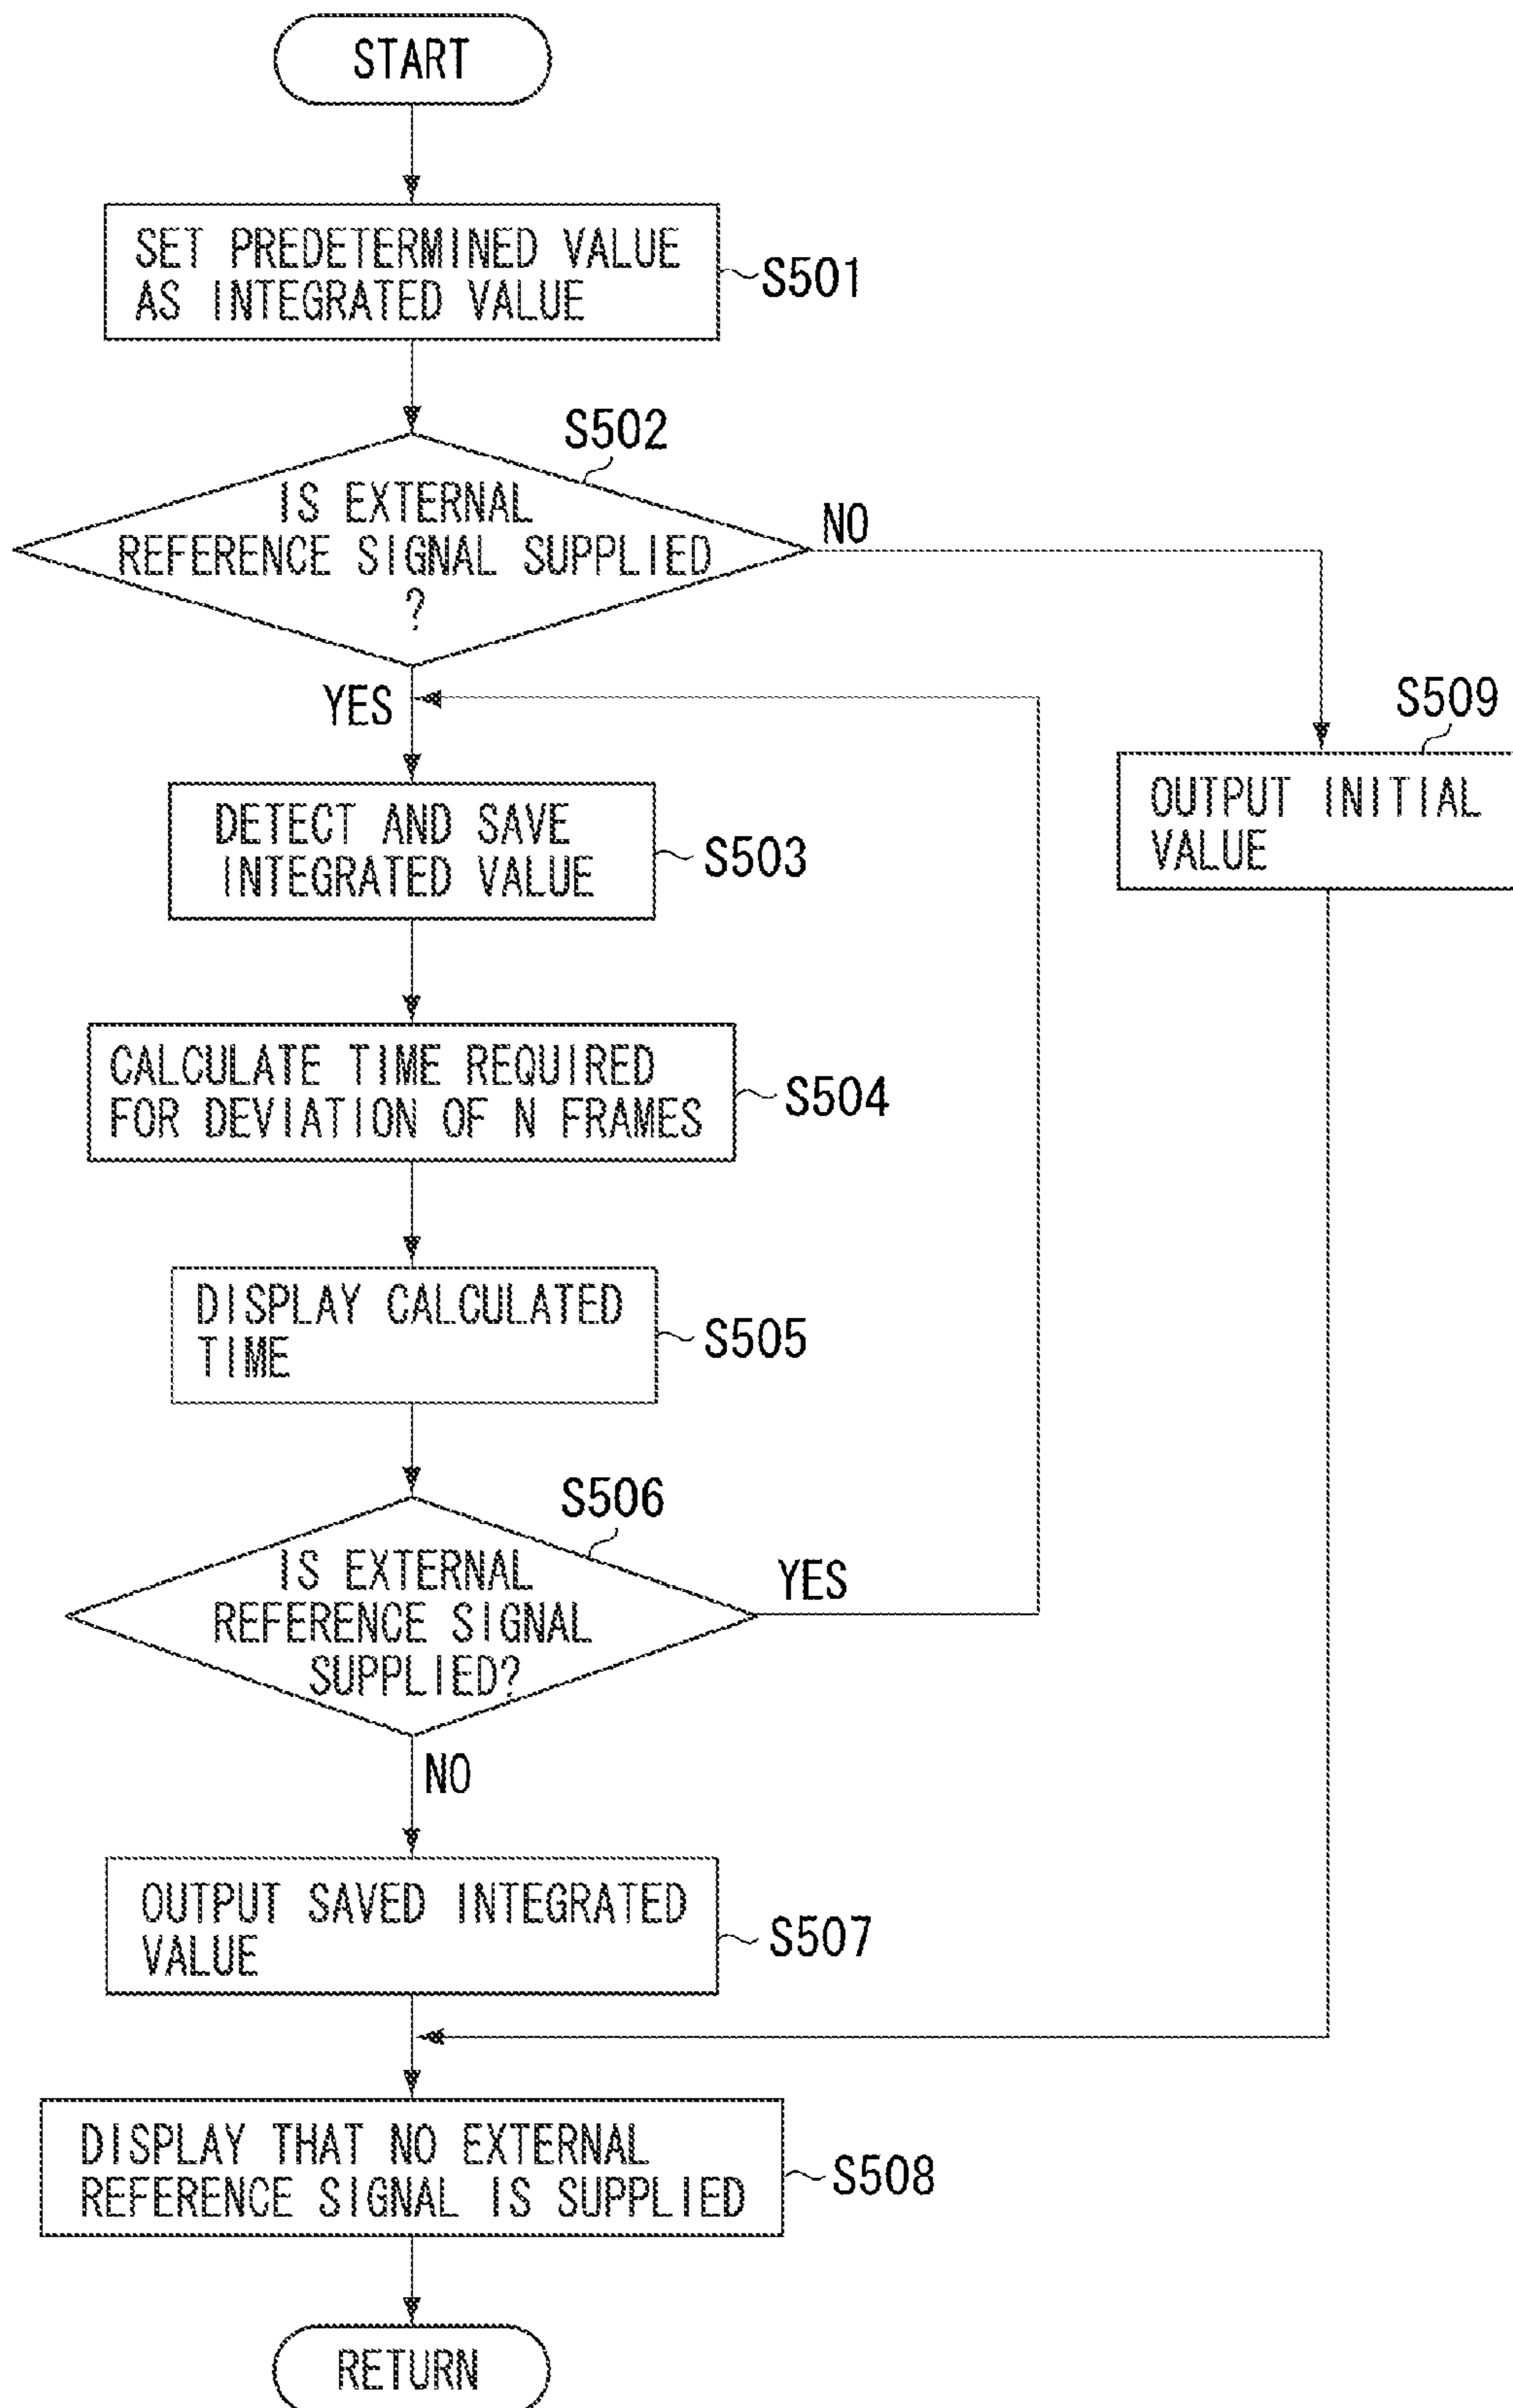 START
SET PREDETERMINED VALUE
AS INTEGRATED VALUE
S501
S502
IS EXTERNAL
REFERENCE SIGNAL SUPPLIED
?
NO
YES
S509
OUTPUT INITIAL
VALUE
DETECT AND SAVE
INTEGRATED VALUE
S503
CALCULATE TIME REQUIRED
FOR DEVIATION OF N FRAMES
S504
DISPLAY CALCULATED
TIME
S505
S506
IS EXTERNAL
REFERENCE SIGNAL
SUPPLIED?
YES
NO
OUTPUT SAVED INTEGRATED
VALUE
S507
DISPLAY THAT NO EXTERNAL
REFERENCE SIGNAL IS SUPPLIED
S508
RETURN